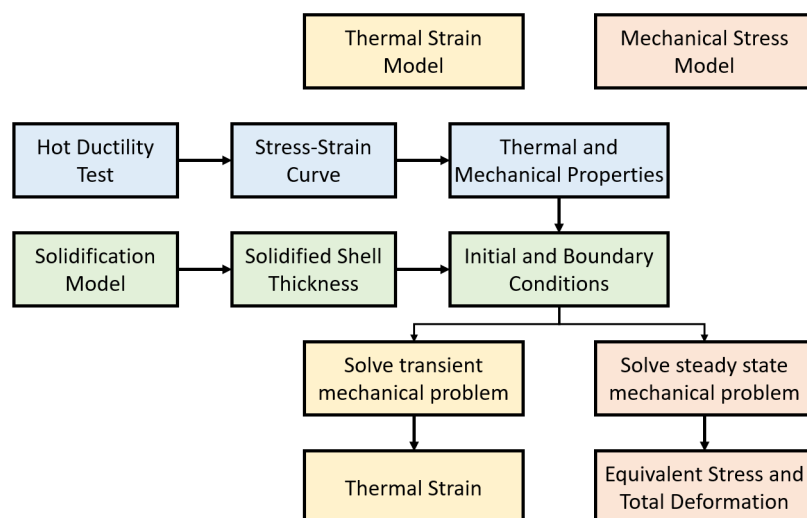 Thermal Strain
Model
Mechanical Stress
Model
Hot Ductility
Test
Stress-Strain
Curve
Thermal and
Mechanical Properties
Solidification
Model
Solidified Shell
Thickness
Initial and Boundary
Conditions
Solve transient
mechanical problem
Solve steady state
mechanical problem
Thermal Strain
Equivalent Stress and
Total Deformation